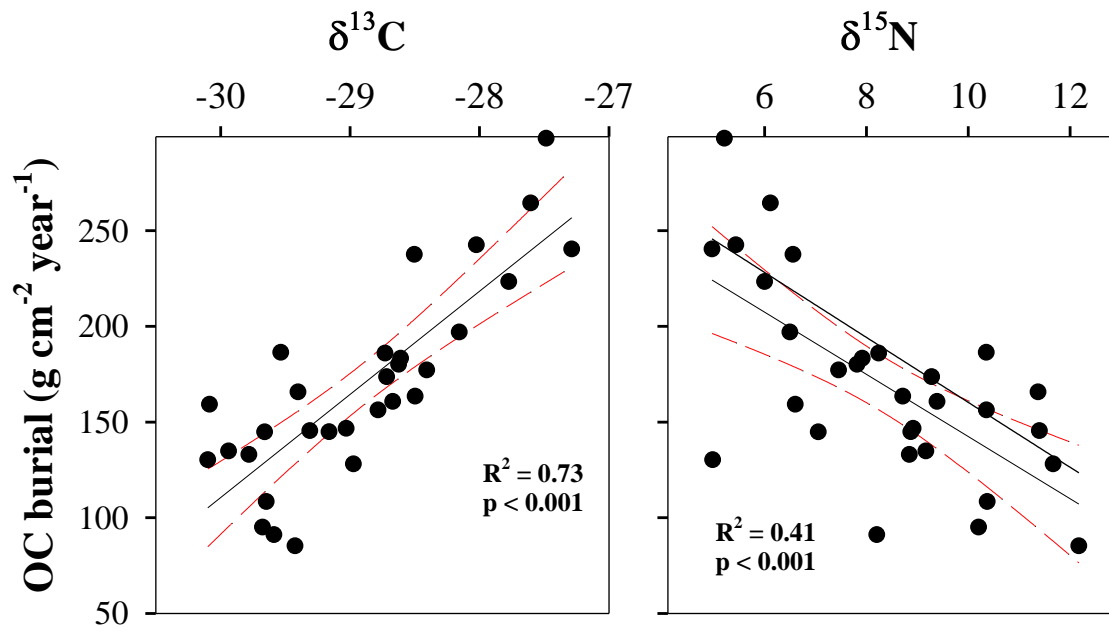 δ¹³C δ¹⁵N
-30 -29 -28 -27 6 8 10 12
OC burial (g cm⁻² year⁻¹)
250
200
150
100
50
R² = 0.73
p < 0.001
R² = 0.41
p < 0.001